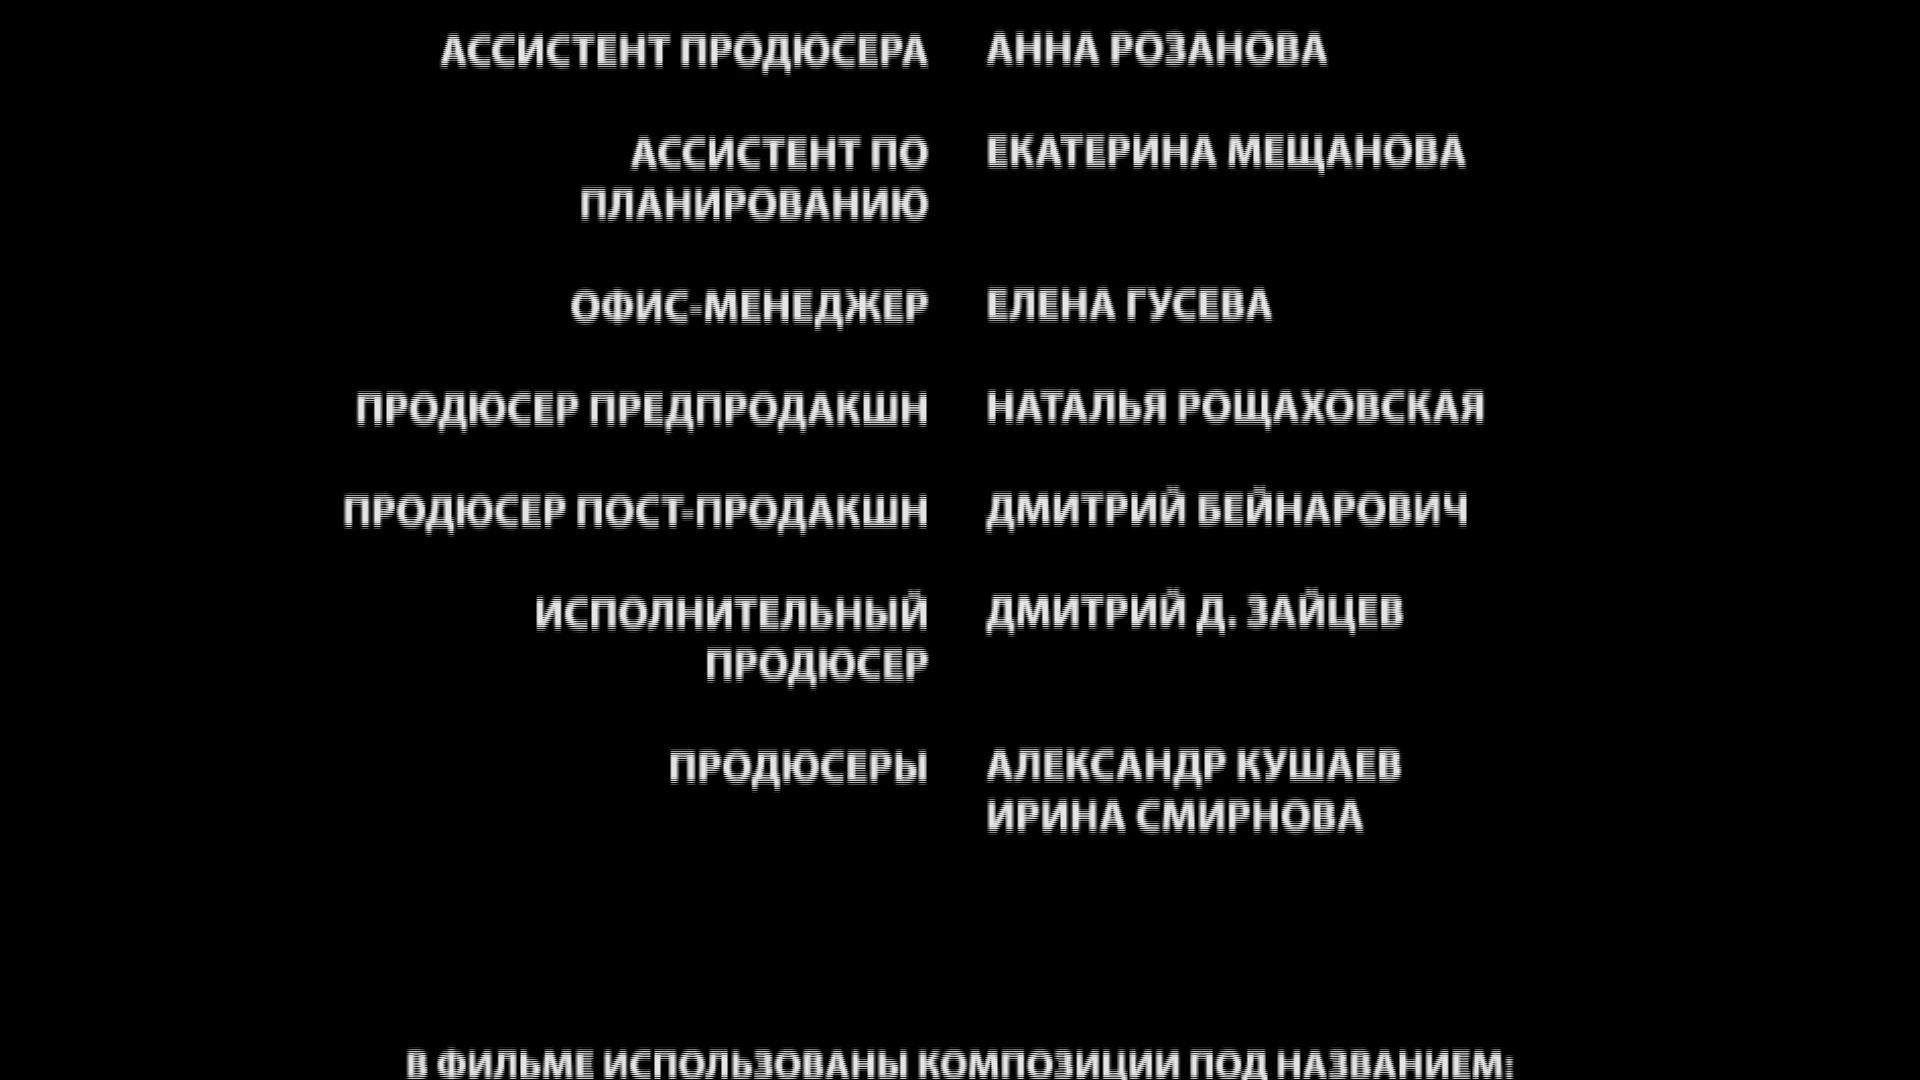 АССИСТЕНТ ПРОДЮСЕРА АННА РОЗАНОВА
АССИСТЕНТ ПО ЕКАТЕРИНА МЕЩАНОВА
ПЛАНИРОВАНИЮ
ОФИС-МЕНЕДЖЕР ЕЛЕНА ГУСЕВА
ПРОДЮСЕР ПРЕДПРОДАКШН НАТАЛЬЯ РОЩАХОВСКАЯ
ПРОДЮСЕР ПОСТ-ПРОДАКШН ДМИТРИЙ БЕЙНАРОВИЧ
ИСПОЛНИТЕЛЬНЫЙ ДМИТРИЙ Д. ЗАЙЦЕВ
ПРОДЮСЕР
ПРОДЮСЕРЫ АЛЕКСАНДР КУШАЕВ
ИРИНА СМИРНОВА
В ФИЛЬМЕ ИСПОЛЬЗОВАНЫ КОМПОЗИЦИИ ПОД НАЗВАНИЕМ: